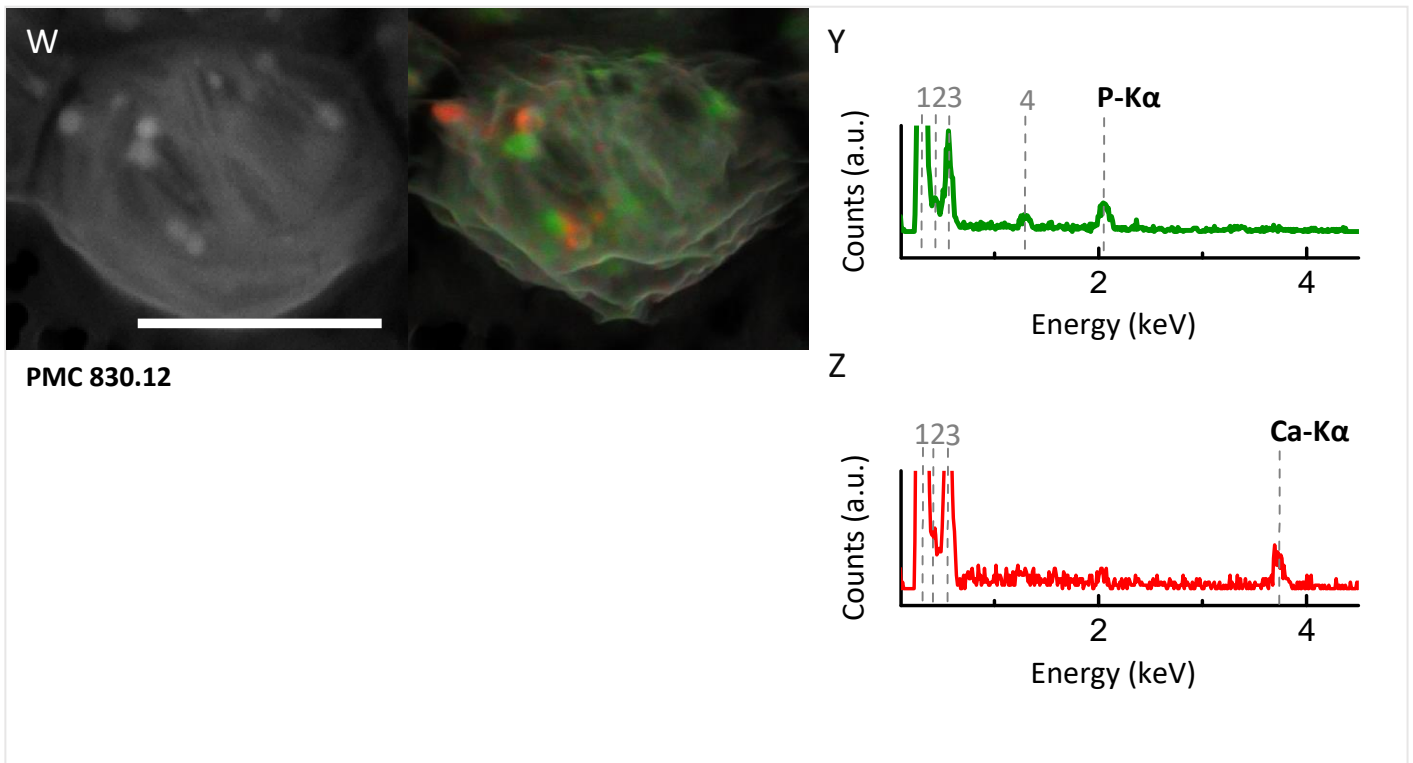 W
PMC 830.12
Y
123
4
P-Kα
Counts (a.u.)
2
4
Energy (keV)
Z
123
Ca-Kα
Counts (a.u.)
2
4
Energy (keV)